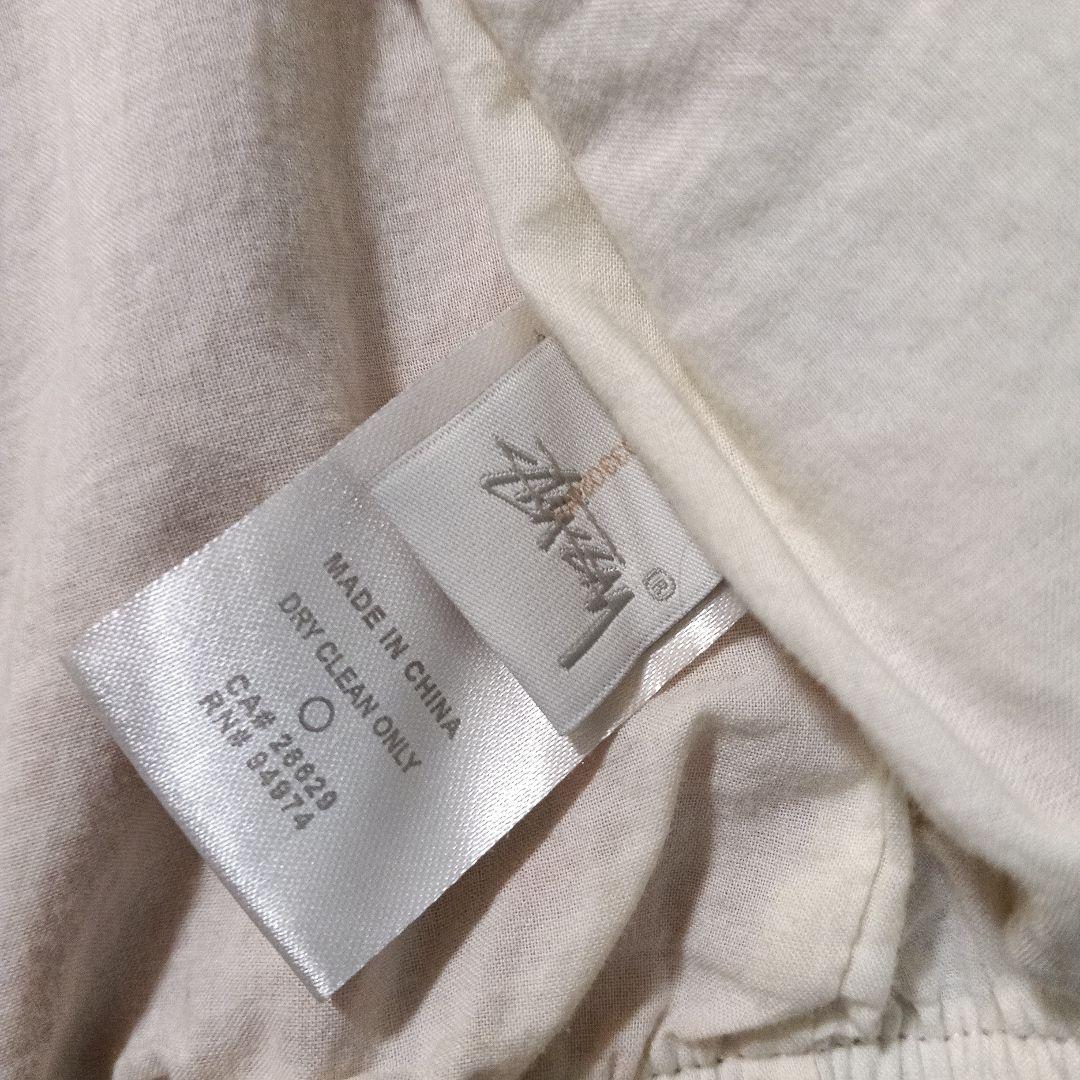 STÜSSY
®
MADE IN CHINA
DRY CLEAN ONLY
CA# 28629
RN# 94974